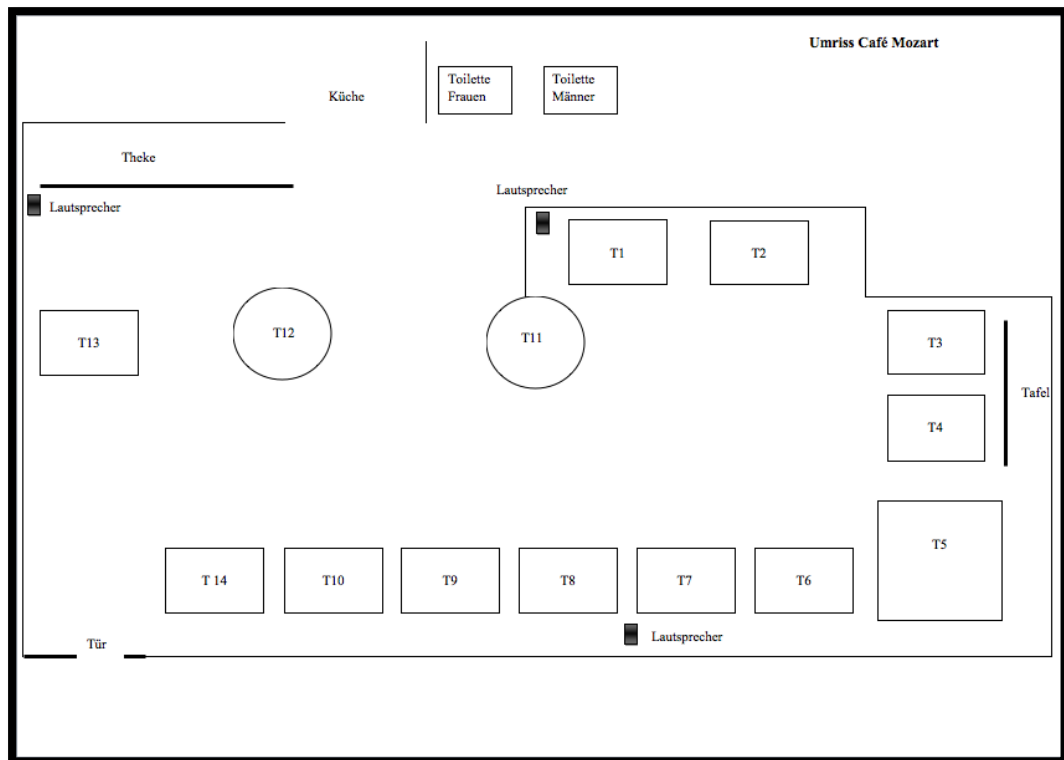 Umriss Café Mozart
Toilette
Frauen
Toilette
Männer
Küche
Theke
Lautsprecher
Lautsprecher
T1
T2
T13
T12
T11
T3
Tafel
T4
T5
T 14
T10
T9
T8
T7
T6
Lautsprecher
Tür